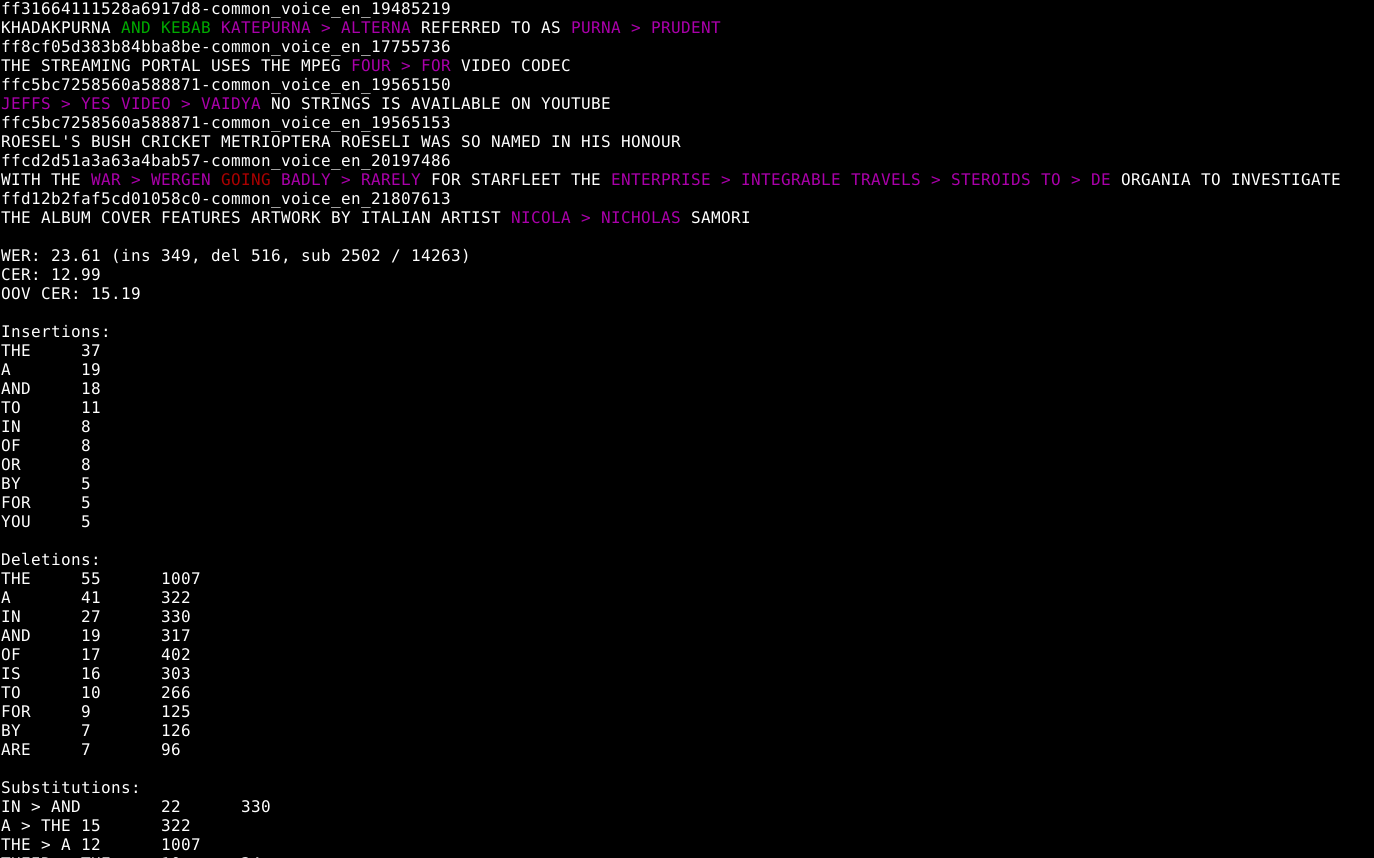 ff31664111528a6917d8-common_voice_en_19485219
KHADAKPURNA AND KEBAB KATEPURNA > ALTERNA REFERRED TO AS PURNA > PRUDENT
ff8cf05d383b84bba8be-common_voice_en_17755736
THE STREAMING PORTAL USES THE MPEG FOUR > FOR VIDEO CODEC
ffc5bc7258560a588871-common_voice_en_19565150
JEFFS > YES VIDEO > VAIDYA NO STRINGS IS AVAILABLE ON YOUTUBE
ffc5bc7258560a588871-common_voice_en_19565153
ROESEL'S BUSH CRICKET METRIOPTERA ROESELI WAS SO NAMED IN HIS HONOUR
ffcd2d51a3a63a4bab57-common_voice_en_20197486
WITH THE WAR > WERGEN GOING BADLY > RARELY FOR STARFLEET THE ENTERPRISE > INTEGRABLE TRAVELS > STEROIDS TO > DE ORGANIA TO INVESTIGATE
ffd12b2faf5cd01058c0-common_voice_en_21807613
THE ALBUM COVER FEATURES ARTWORK BY ITALIAN ARTIST NICOLA > NICHOLAS SAMORI
WER: 23.61 (ins 349, del 516, sub 2502 / 14263)
CER: 12.99
OOV CER: 15.19
Insertions:
THE 37
A 19
AND 18
TO 11
IN 8
OF 8
OR 8
BY 5
FOR 5
YOU 5
Deletions:
THE 55 1007
A 41 322
IN 27 330
AND 19 317
OF 17 402
IS 16 303
TO 10 266
FOR 9 125
BY 7 126
ARE 7 96
Substitutions:
IN > AND 22 330
A > THE 15 322
THE > A 12 1007